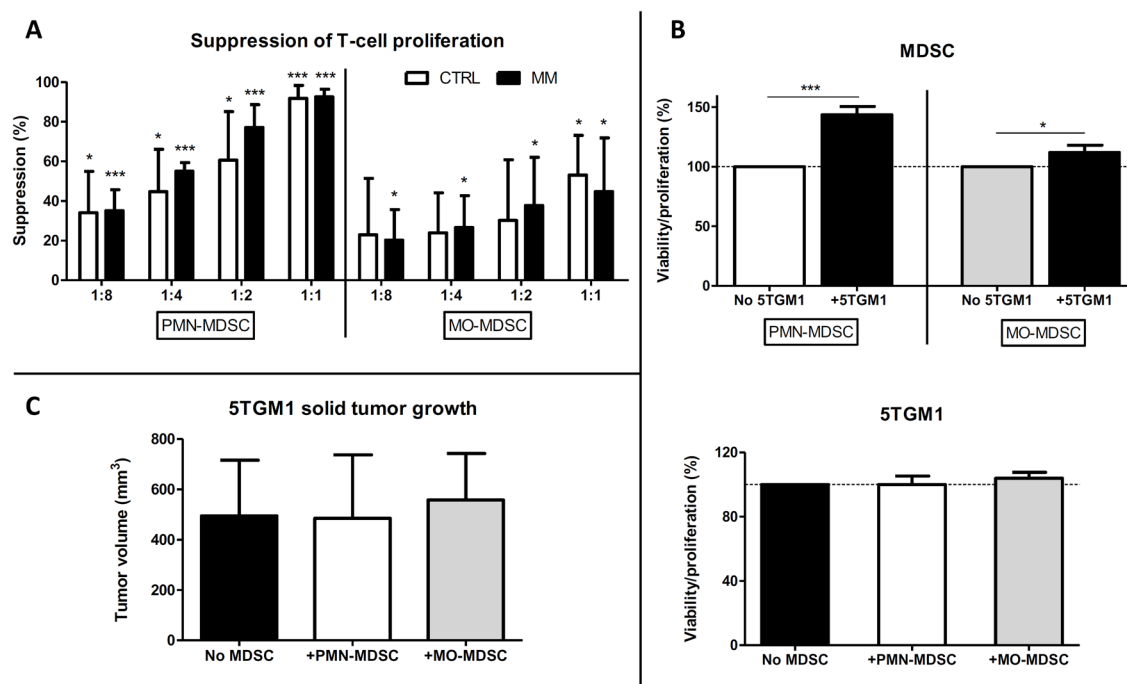 A
Suppression of T-cell proliferation
CTRL MM
Suppression (%)
100
80
60
40
20
0
* *** * *** * *** *** *** * * * * *
1:8 1:4 1:2 1:1 1:8 1:4 1:2 1:1
PMN-MDSC MO-MDSC
B
MDSC
Viability/proliferation (%)
150
100
50
0
*** *
No 5TGM1 +5TGM1 No 5TGM1 +5TGM1
PMN-MDSC MO-MDSC
C
5TGM1 solid tumor growth
Tumor volume (mm³)
800
600
400
200
0
No MDSC +PMN-MDSC +MO-MDSC
5TGM1
Viability/proliferation (%)
120
80
40
0
No MDSC +PMN-MDSC +MO-MDSC